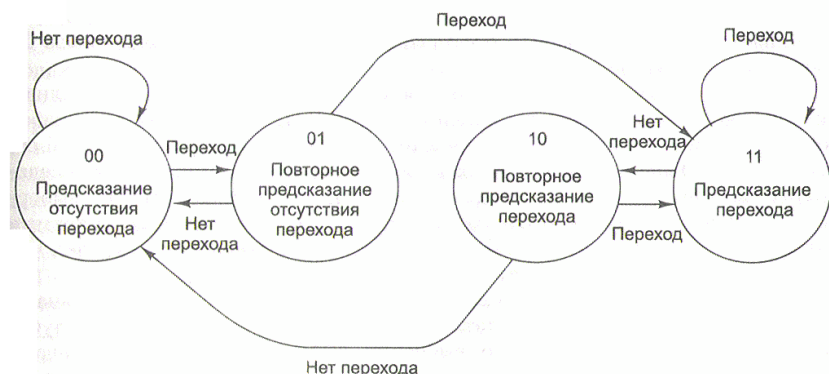 Переход
Нет перехода
Переход
00
Предсказание
отсутствия
перехода
Переход
Нет
перехода
01
Повторное
предсказание
отсутствия
перехода
10
Повторное
предсказание
перехода
Нет
перехода
Переход
11
Предсказание
перехода
Нет перехода